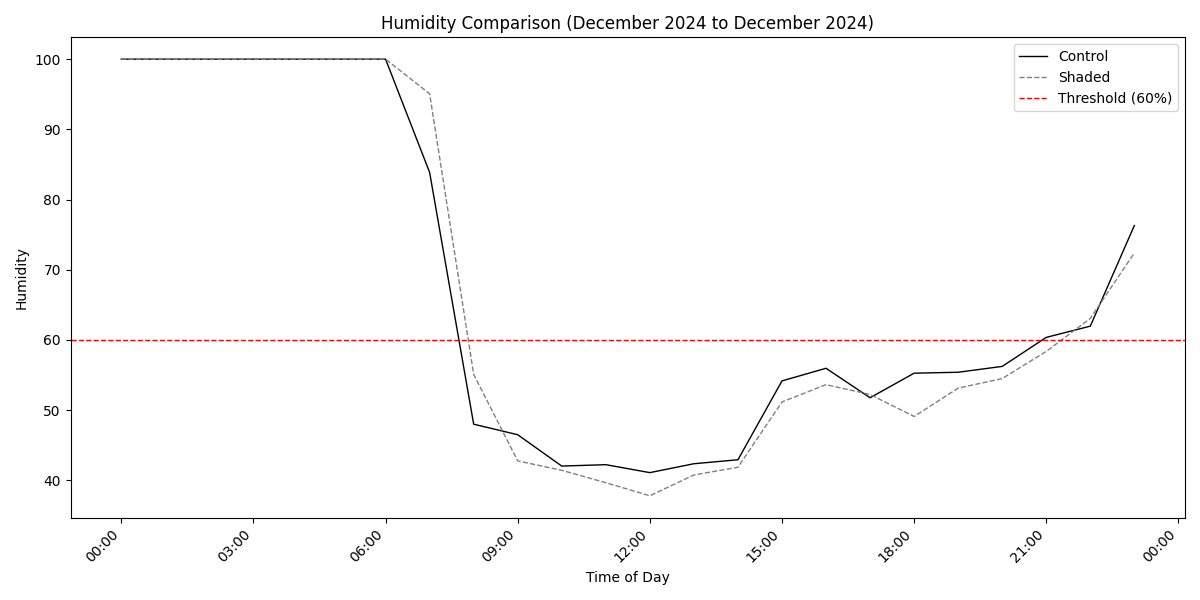 Humidity Comparison (December 2024 to December 2024)
Control
Shaded
Threshold (60%)
Humidity
100
90
80
70
60
50
40
00:00
03:00
06:00
09:00
12:00
15:00
18:00
21:00
00:00
Time of Day